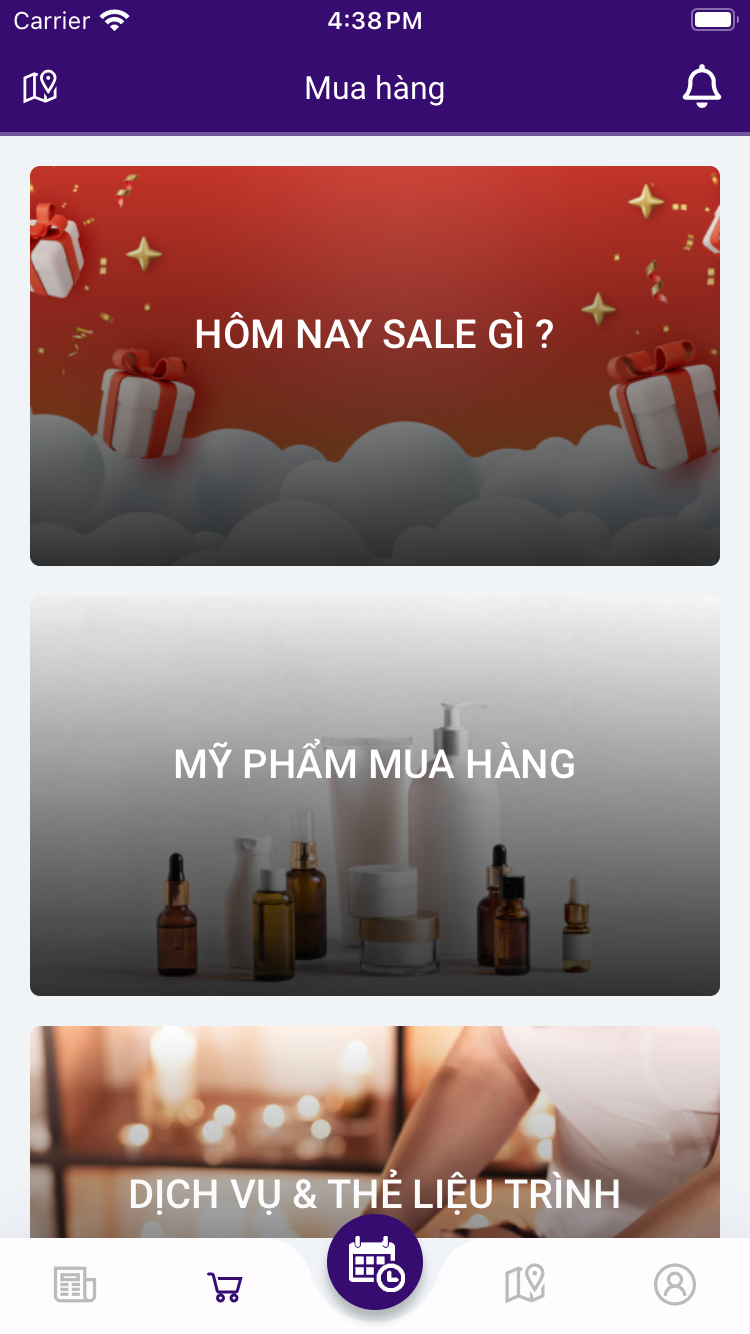 Carrier 4:38 PM
Mua hàng
HÔM NAY SALE GÌ ?
MỸ PHẨM MUA HÀNG
DỊCH VỤ & THẺ LIỆU TRÌNH